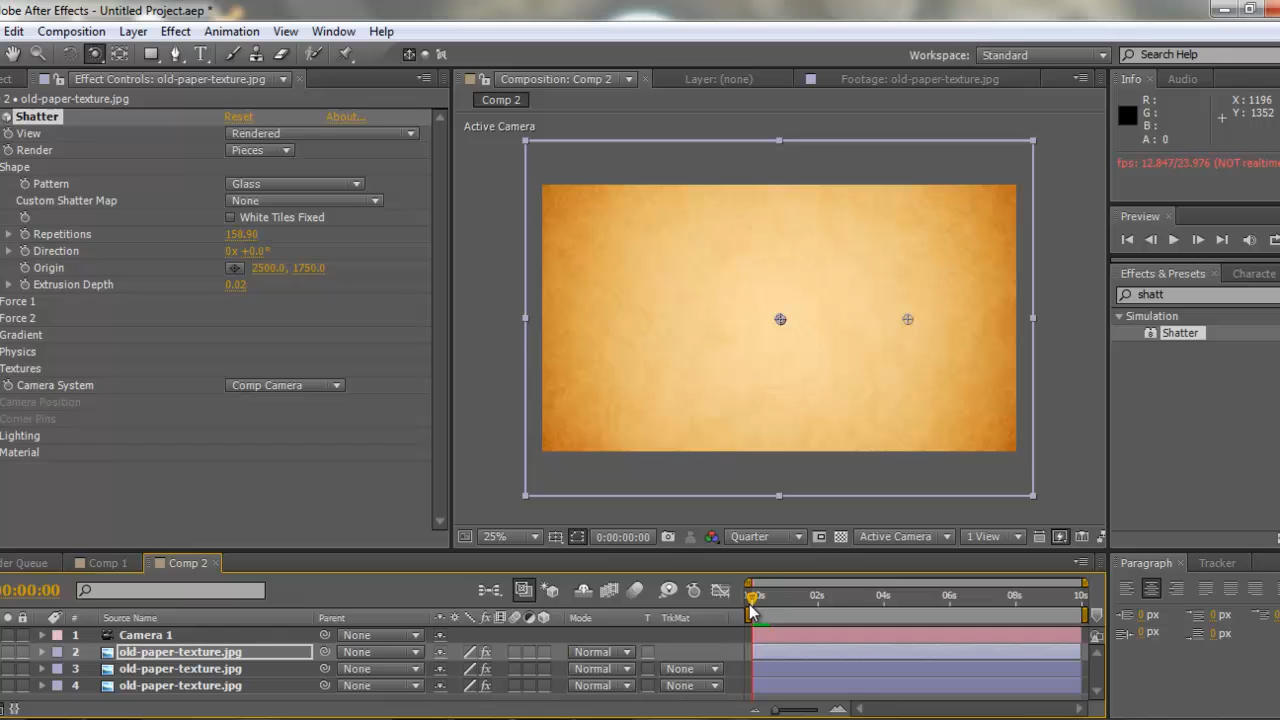 dobe After Effects - Untitled Project.aep *
Edit Composition Layer Effect Animation View Window Help
Workspace: Standard Search Help
ect Effect Controls: old-paper-texture.jpg Composition: Comp 2 Layer: (none) Footage: old-paper-texture.jpg Info Audio
2 • old-paper-texture.jpg
Comp 2
Shatter Reset About...
View Rendered
Render Pieces
Shape
Pattern Glass
Custom Shatter Map None
White Tiles Fixed
Repetitions 158.90
Direction 0x +0.0°
Origin 2500.0, 1750.0
Extrusion Depth 0.02
Force 1
Force 2
Gradient
Physics
Textures
Camera System Comp Camera
Camera Position
Corner Pins
Lighting
Material
Active Camera
25% 0:00:00:00 Quarter Active Camera 1 View
R :
G :
B :
A : 0
X : 1196
Y : 1352
fps: 12.847/23.976 (NOT realtime
Preview
Effects & Presets Characte
shatt
Simulation
Shatter
der Queue Comp 1 Comp 2
:00:00
# Source Name Parent Mode T TrkMat
0s 02s 04s 06s 08s 10s
1 Camera 1 None
2 old-paper-texture.jpg None Normal
3 old-paper-texture.jpg None Normal None
4 old-paper-texture.jpg None Normal None
Paragraph Tracker
0 px 0 px
0 px 0 px